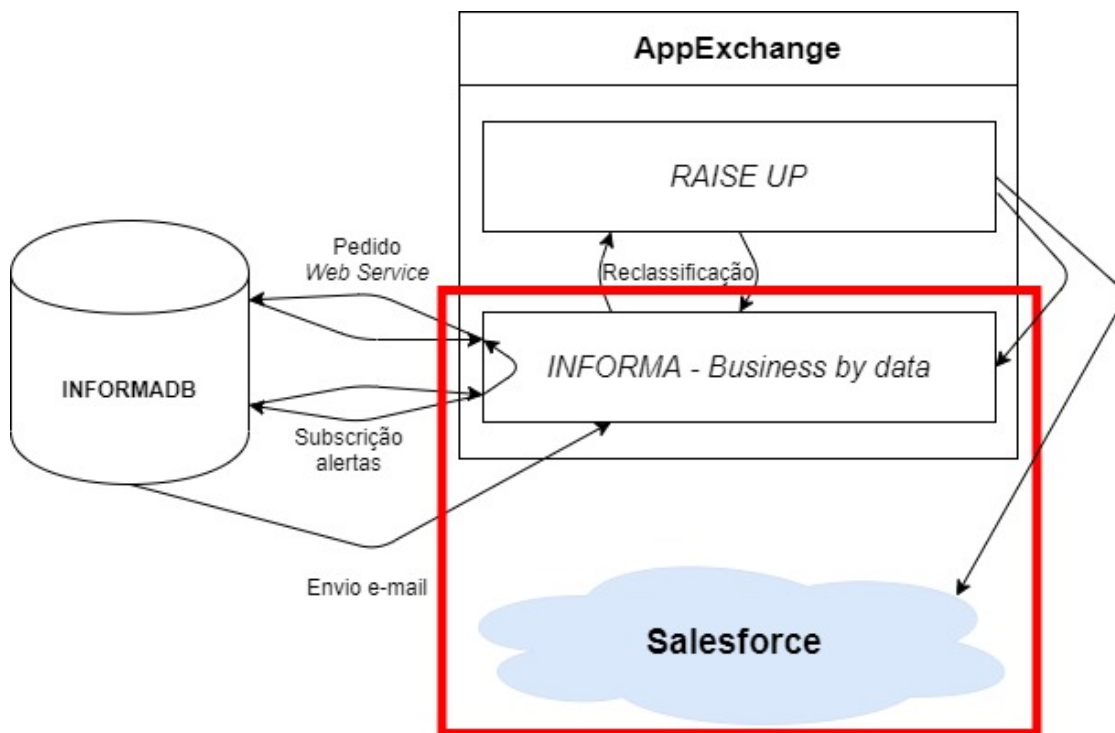 AppExchange
RAISE UP
Pedido
Web Service
Reclassificação
INFORMA - Business by data
INFORMADB
Subscrição
alertas
Envio e-mail
Salesforce